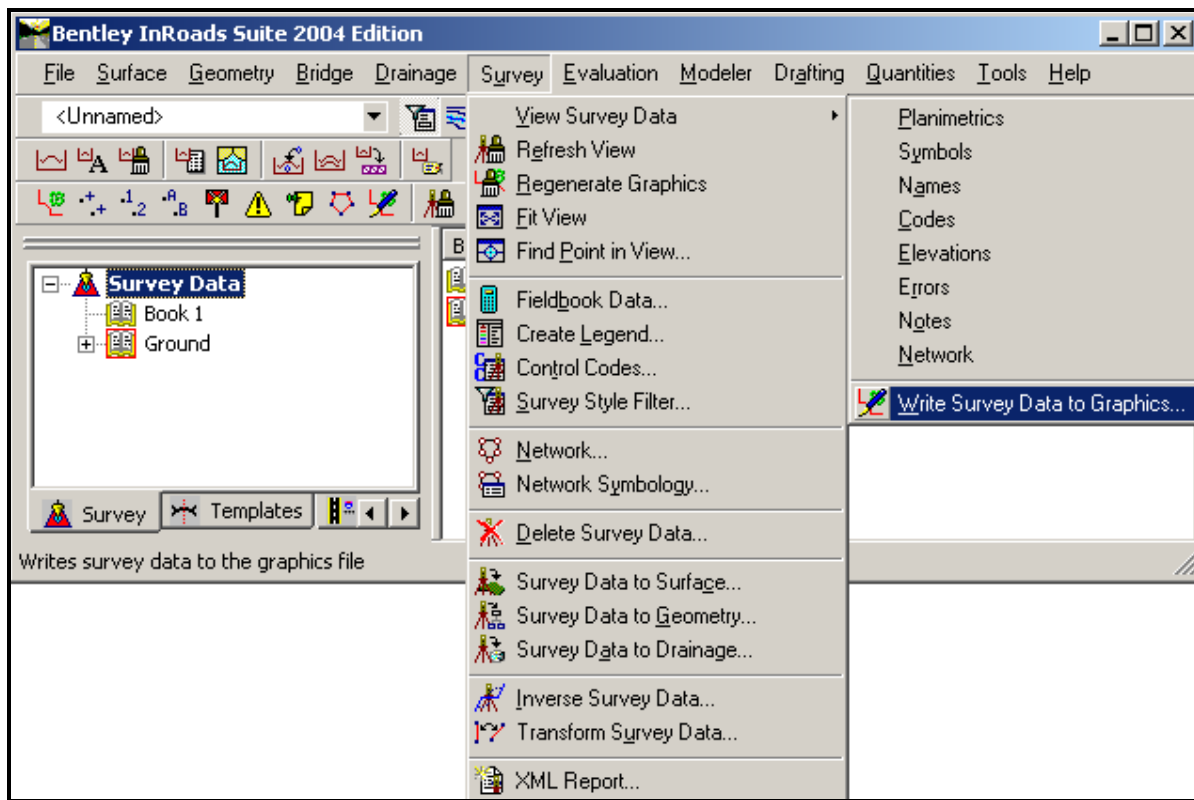 Bentley InRoads Suite 2004 Edition
File Surface Geometry Bridge Drainage Survey Evaluation Modeler Drafting Quantities Tools Help
<Unnamed>
B
Survey Data
Book 1
Ground
Survey Templates
Writes survey data to the graphics file
View Survey Data
Refresh View
Regenerate Graphics
Fit View
Find Point in View...
Fieldbook Data...
Create Legend...
Control Codes...
Survey Style Filter...
Network...
Network Symbology...
Delete Survey Data...
Survey Data to Surface...
Survey Data to Geometry...
Survey Data to Drainage...
Inverse Survey Data...
Transform Survey Data...
XML Report...
Planimetrics
Symbols
Names
Codes
Elevations
Errors
Notes
Network
Write Survey Data to Graphics...